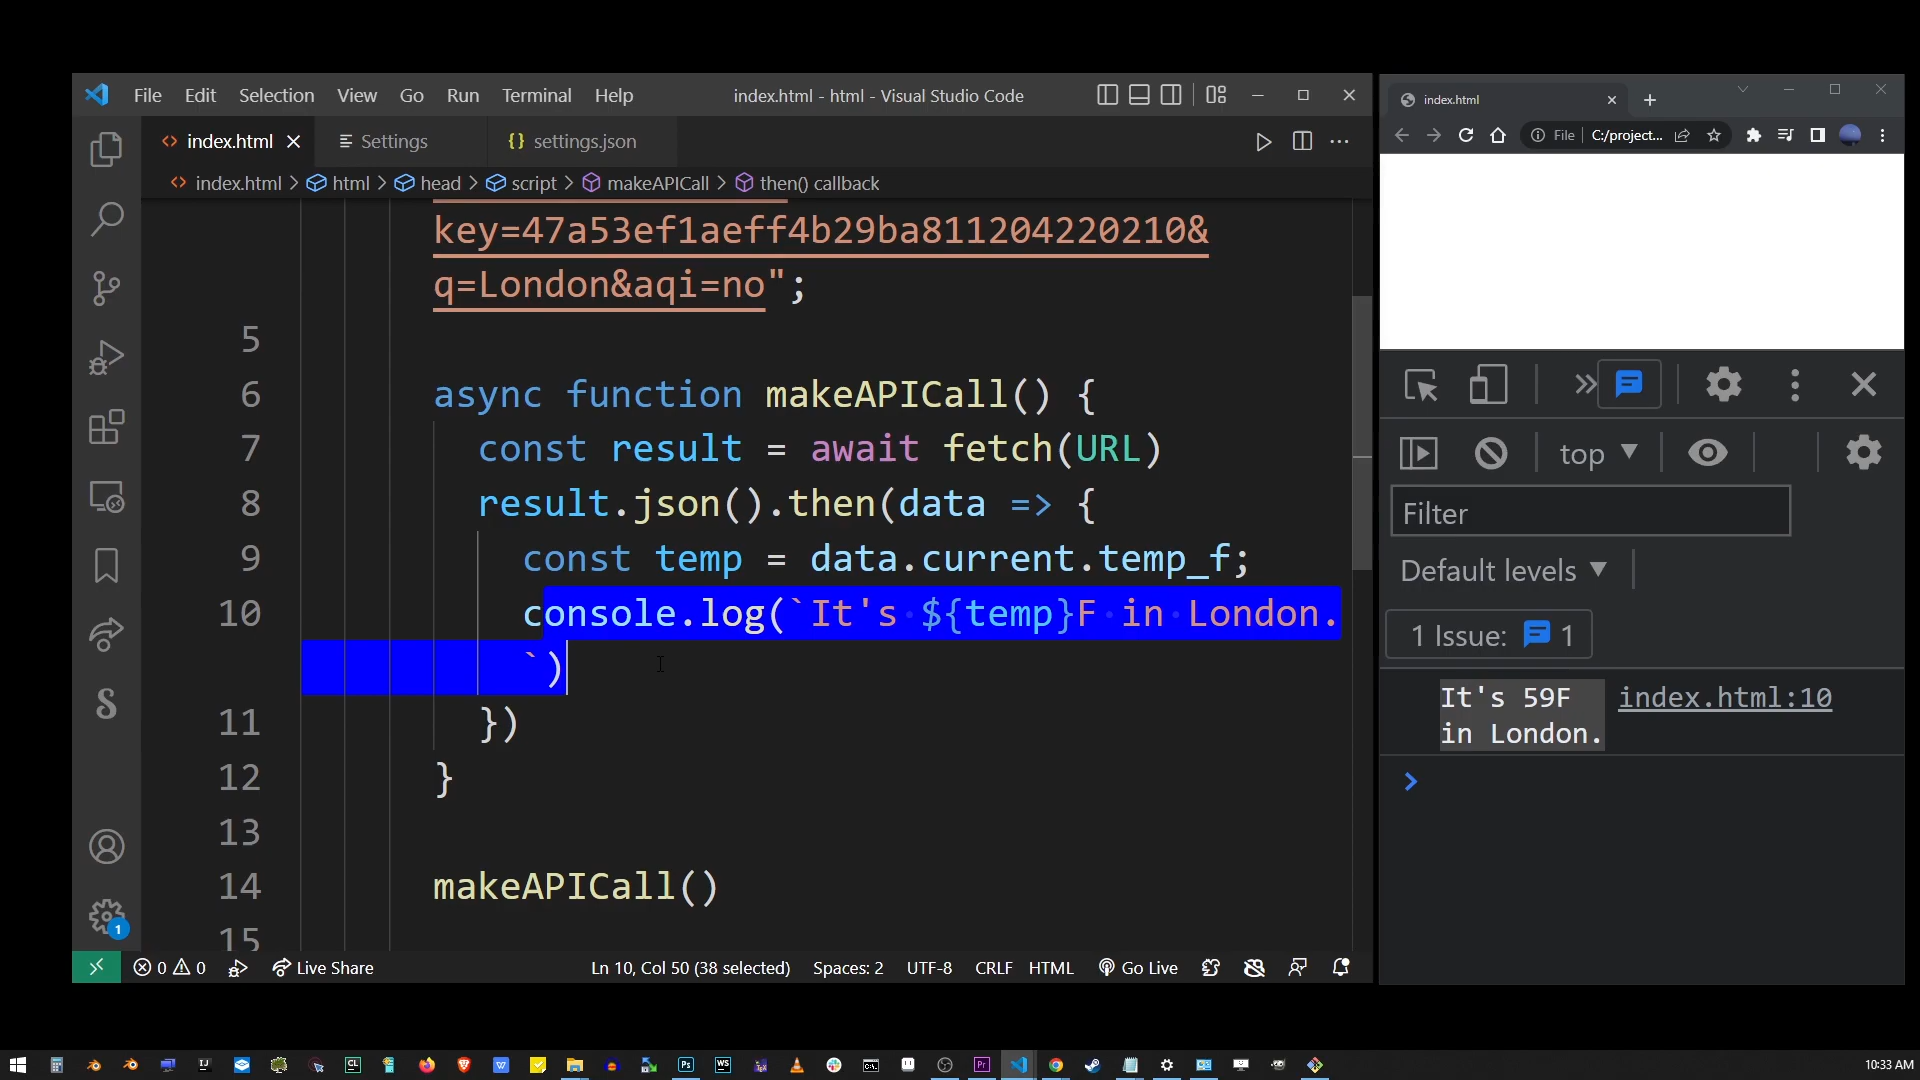 File Edit Selection View Go Run Terminal Help index.html - html - Visual Studio Code
index.html Settings settings.json
index.html html head script makeAPICall then() callback
key=47a53ef1aeff4b29ba811204220210&
q=London&aqi=no";
5
6 async function makeAPICall() {
7 const result = await fetch(URL)
8 result.json().then(data => {
9 const temp = data.current.temp_f;
10 console.log(`It's ${temp}F in London.
`)
11 })
12 }
13
14 makeAPICall()
15
0 0 Live Share Ln 10, Col 50 (38 selected) Spaces: 2 UTF-8 CRLF HTML Go Live
1
index.html
File C:/project...
top
Filter
Default levels
1 Issue: 1
It's 59F index.html:10
in London.
10:33 AM